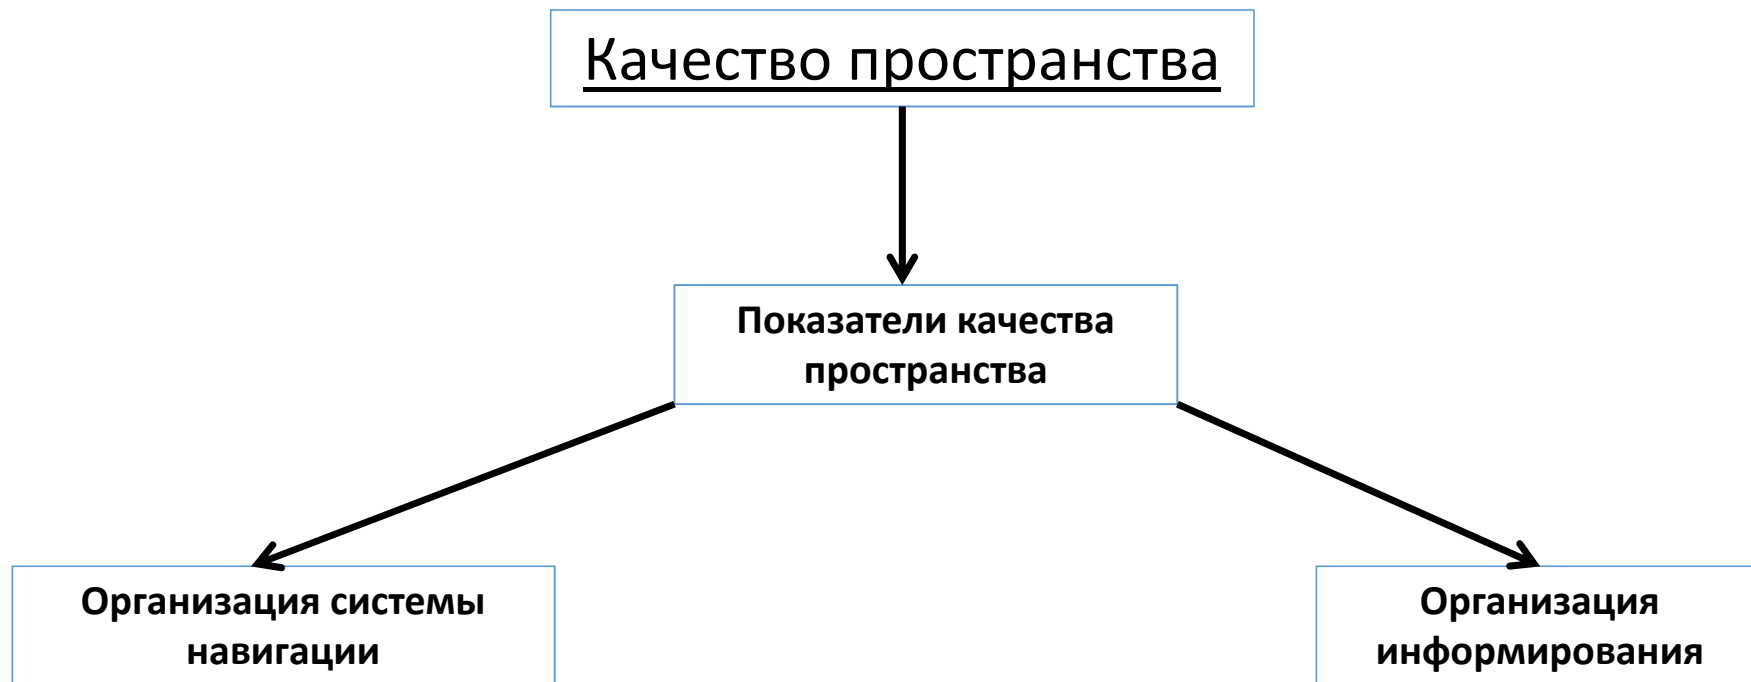 Качество пространства
Показатели качества
пространства
Организация системы
навигации
Организация
информирования